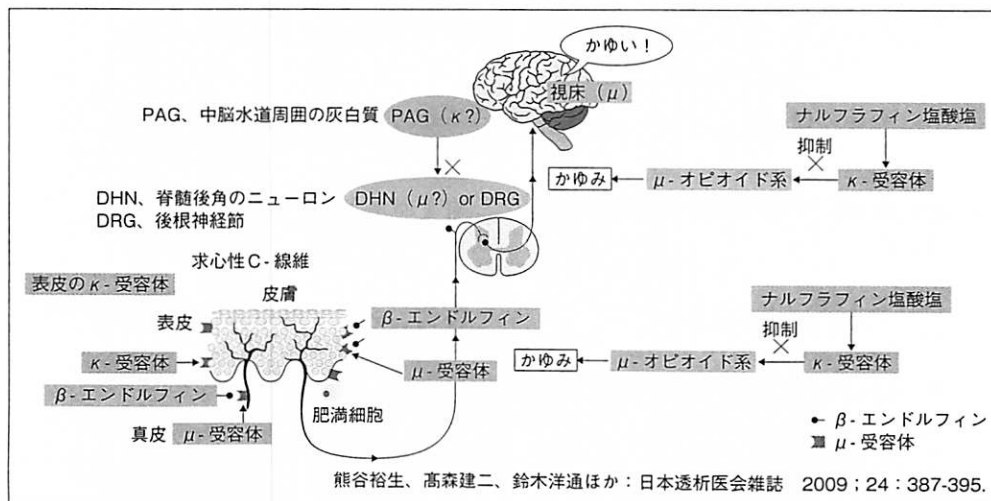 かゆい！
視床（μ）
PAG、中脳水道周囲の灰白質
PAG（κ?）
ナルフラフィン塩酸塩
抑制
かゆみ
μ-オピオイド系
κ-受容体
DHN、脊髄後角のニューロン
DRG、後根神経節
DHN（μ?）or DRG
求心性C-線維
表皮のκ-受容体
皮膚
表皮
β-エンドルフィン
ナルフラフィン塩酸塩
抑制
かゆみ
μ-オピオイド系
κ-受容体
κ-受容体
μ-受容体
β-エンドルフィン
肥満細胞
真皮
μ-受容体
β-エンドルフィン
μ-受容体
熊谷裕生、髙森建二、鈴木洋通ほか：日本透析医会雑誌 2009；24：387-395.